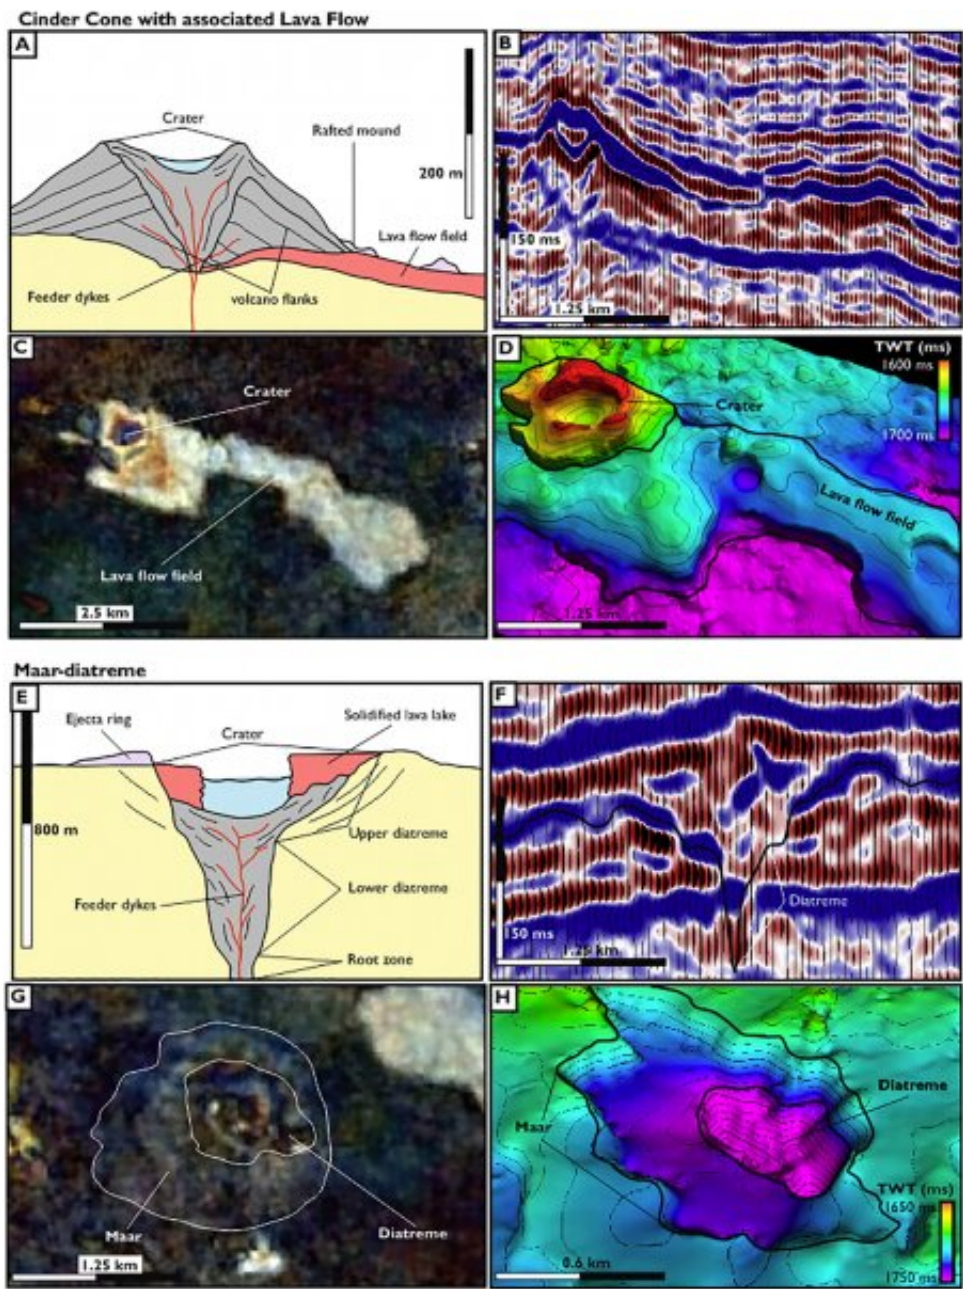 Cinder Cone with associated Lava Flow
A
Crater
Rafted mound
200 m
Lava flow field
Feeder dykes
volcano flanks
B
150 ms
1.25 km
C
Crater
Lava flow field
2.5 km
D
TWT (ms)
1600 ms
1700 ms
Crater
Lava flow field
1.25 km
Maar-diatreme
E
Ejecta ring
Solidified lava lake
Crater
800 m
Upper diatreme
Lower diatreme
Feeder dykes
Root zone
F
Diatreme
150 ms
1.25 km
G
Maar
Diatreme
1.25 km
H
Diatreme
Maar
TWT (ms)
1650 ms
1750 ms
0.6 km